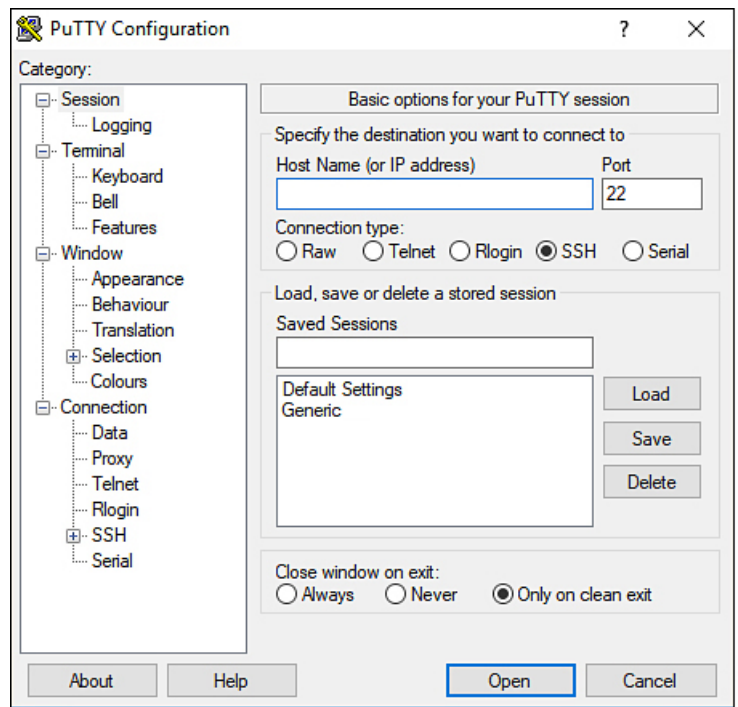 PuTTY Configuration
?
Category:
Session
Logging
Terminal
Keyboard
Bell
Features
Window
Appearance
Behaviour
Translation
Selection
Colours
Connection
Data
Proxy
Telnet
Rlogin
SSH
Serial
Basic options for your PuTTY session
Specify the destination you want to connect to
Host Name (or IP address) Port
22
Connection type:
Raw Telnet Rlogin SSH Serial
Load, save or delete a stored session
Saved Sessions
Default Settings
Generic
Load
Save
Delete
Close window on exit:
Always Never Only on clean exit
About Help Open Cancel